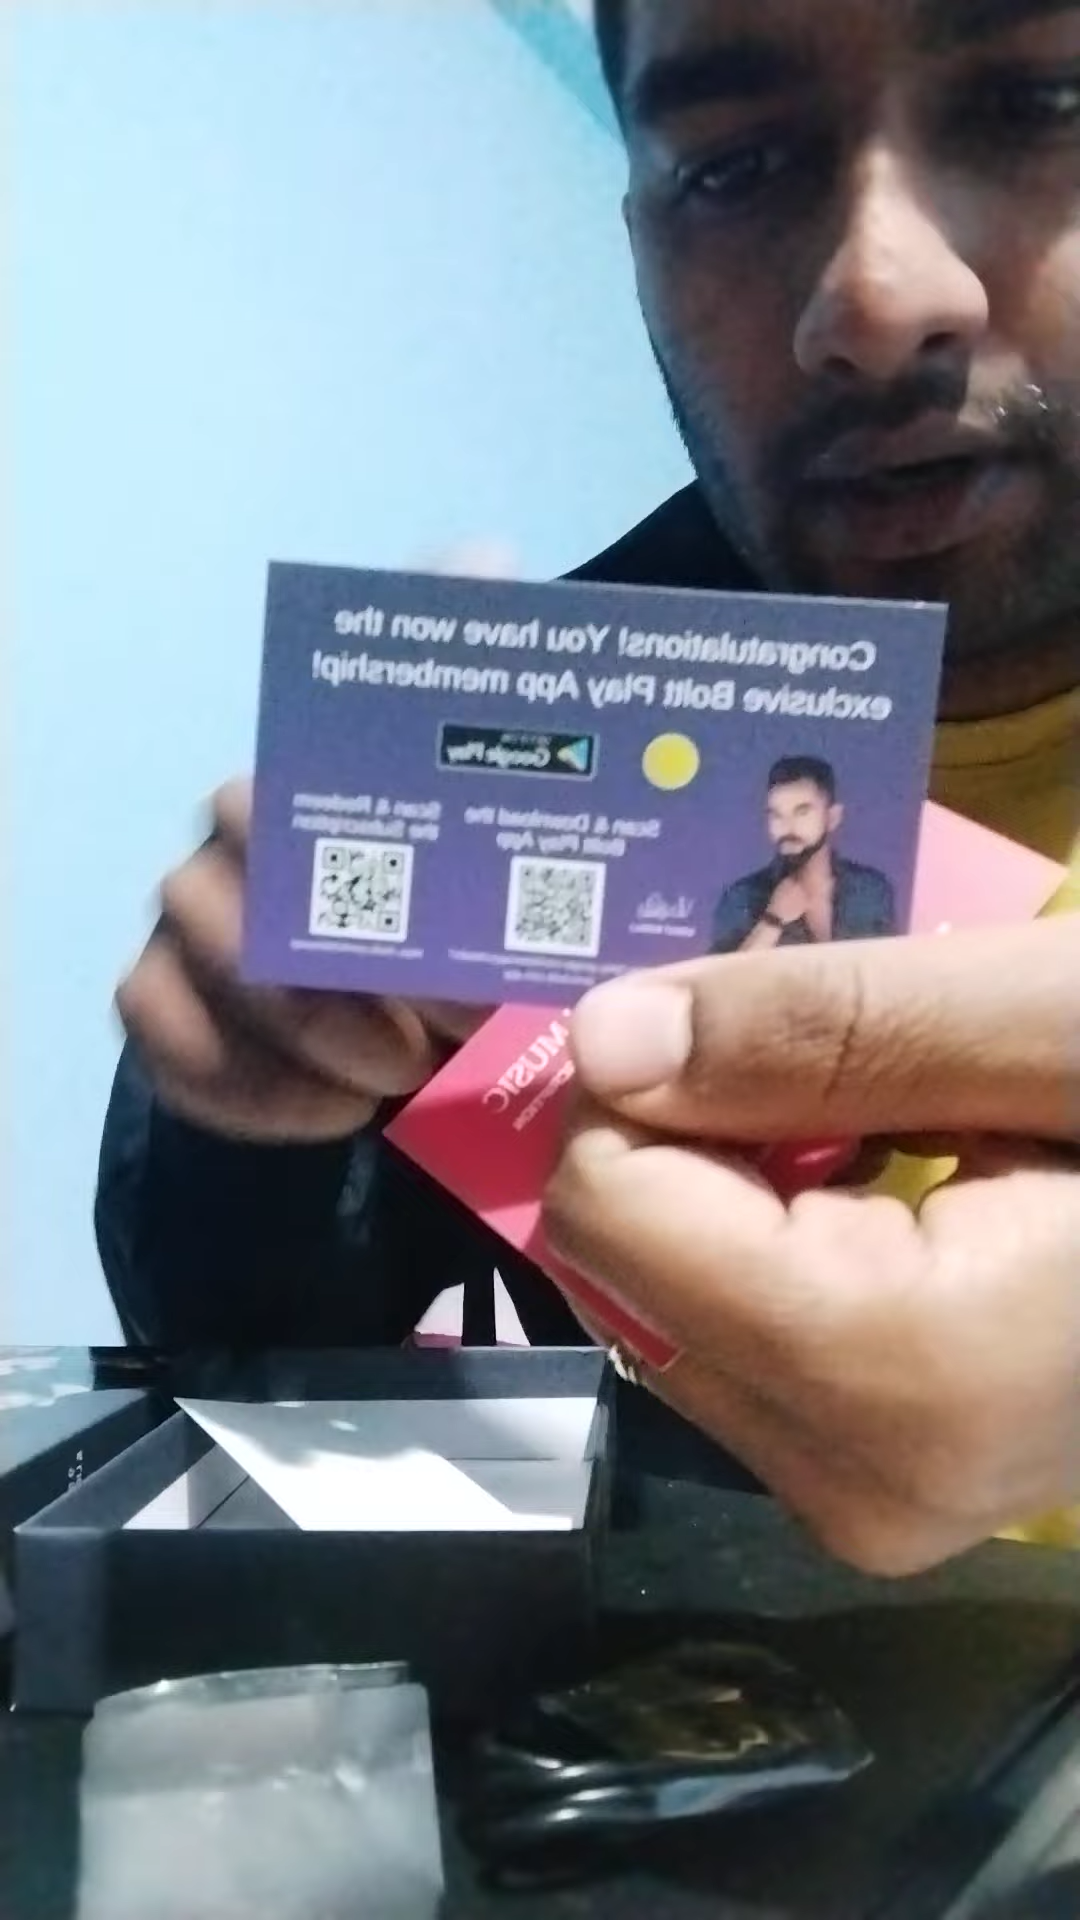 Congratulations! You have won the
exclusive Boltt Play App membership!
Google Play
Scan & Download the
Boltt Play App
Scan & Redeem
the Subscription
MUSIC